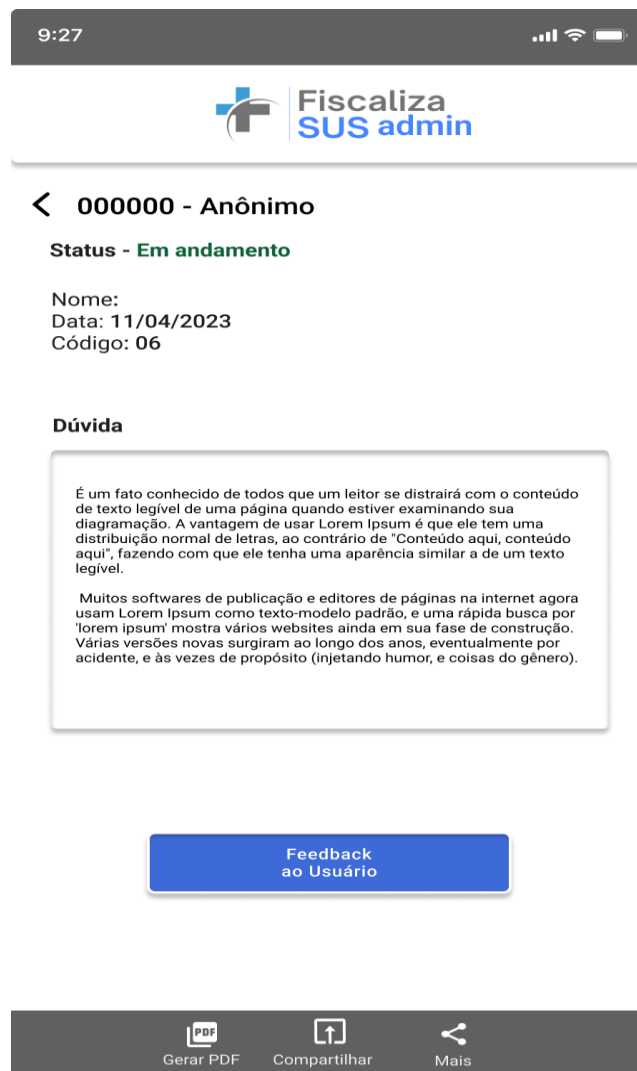 9:27
Fiscaliza
SUS admin
000000 - Anônimo
Status - Em andamento
Nome:
Data: 11/04/2023
Código: 06
Dúvida
É um fato conhecido de todos que um leitor se distrairá com o conteúdo
de texto legível de uma página quando estiver examinando sua
diagramação. A vantagem de usar Lorem Ipsum é que ele tem uma
distribuição normal de letras, ao contrário de "Conteúdo aqui, conteúdo
aqui", fazendo com que ele tenha uma aparência similar a de um texto
legível.
Muitos softwares de publicação e editores de páginas na internet agora
usam Lorem Ipsum como texto-modelo padrão, e uma rápida busca por
'lorem ipsum' mostra vários websites ainda em sua fase de construção.
Várias versões novas surgiram ao longo dos anos, eventualmente por
acidente, e às vezes de propósito (injetando humor, e coisas do gênero).
Feedback
ao Usuário
PDF
Gerar PDF Compartilhar Mais